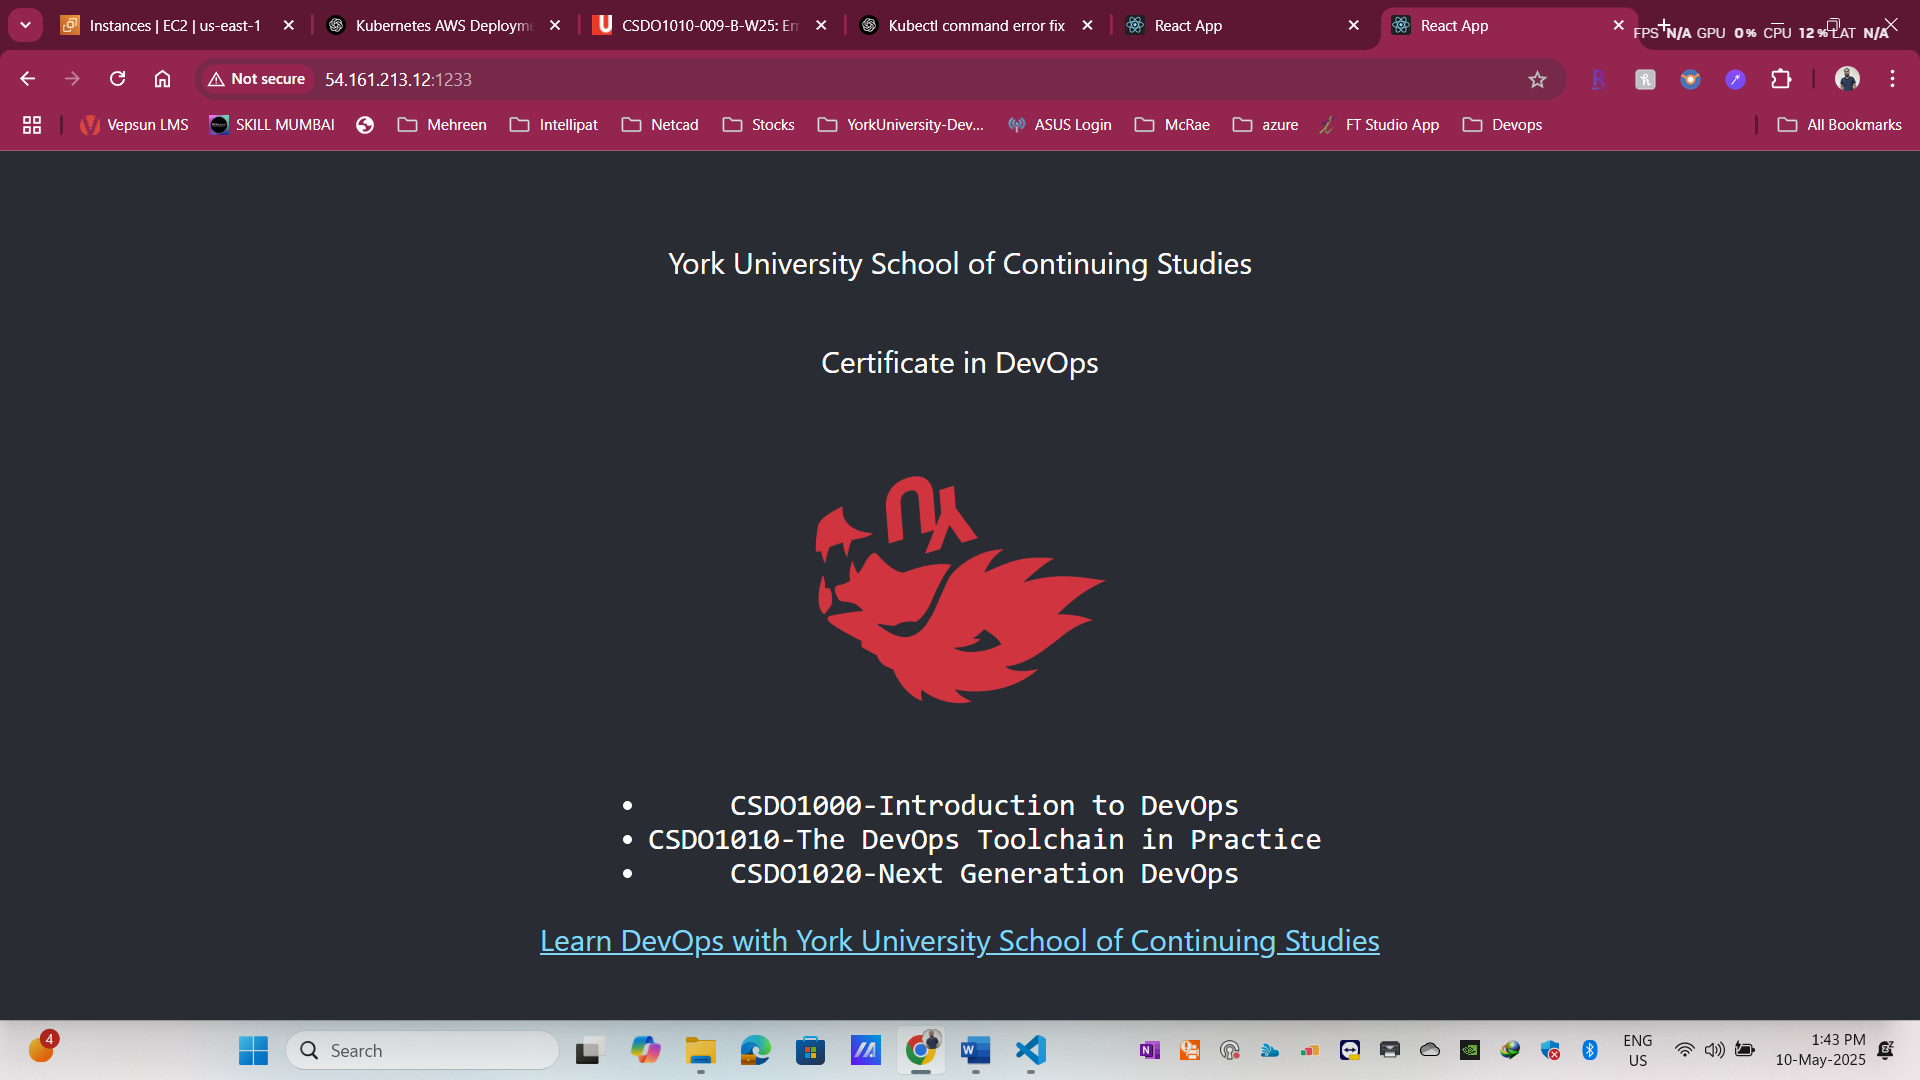 Instances | EC2 | us-east-1
Kubernetes AWS Deployme
CSDO1010-009-B-W25: Err
Kubectl command error fix
React App
React App
FPS N/A GPU 0% CPU 12% LAT N/A
Not secure
54.161.213.12:1233
Vepsun LMS
SKILL MUMBAI
Mehreen
Intellipat
Netcad
Stocks
YorkUniversity-Dev...
ASUS Login
McRae
azure
FT Studio App
Devops
All Bookmarks
York University School of Continuing Studies
Certificate in DevOps
YU
• CSDO1000-Introduction to DevOps
• CSDO1010-The DevOps Toolchain in Practice
• CSDO1020-Next Generation DevOps
Learn DevOps with York University School of Continuing Studies
4
Search
ENG
US
1:43 PM
10-May-2025